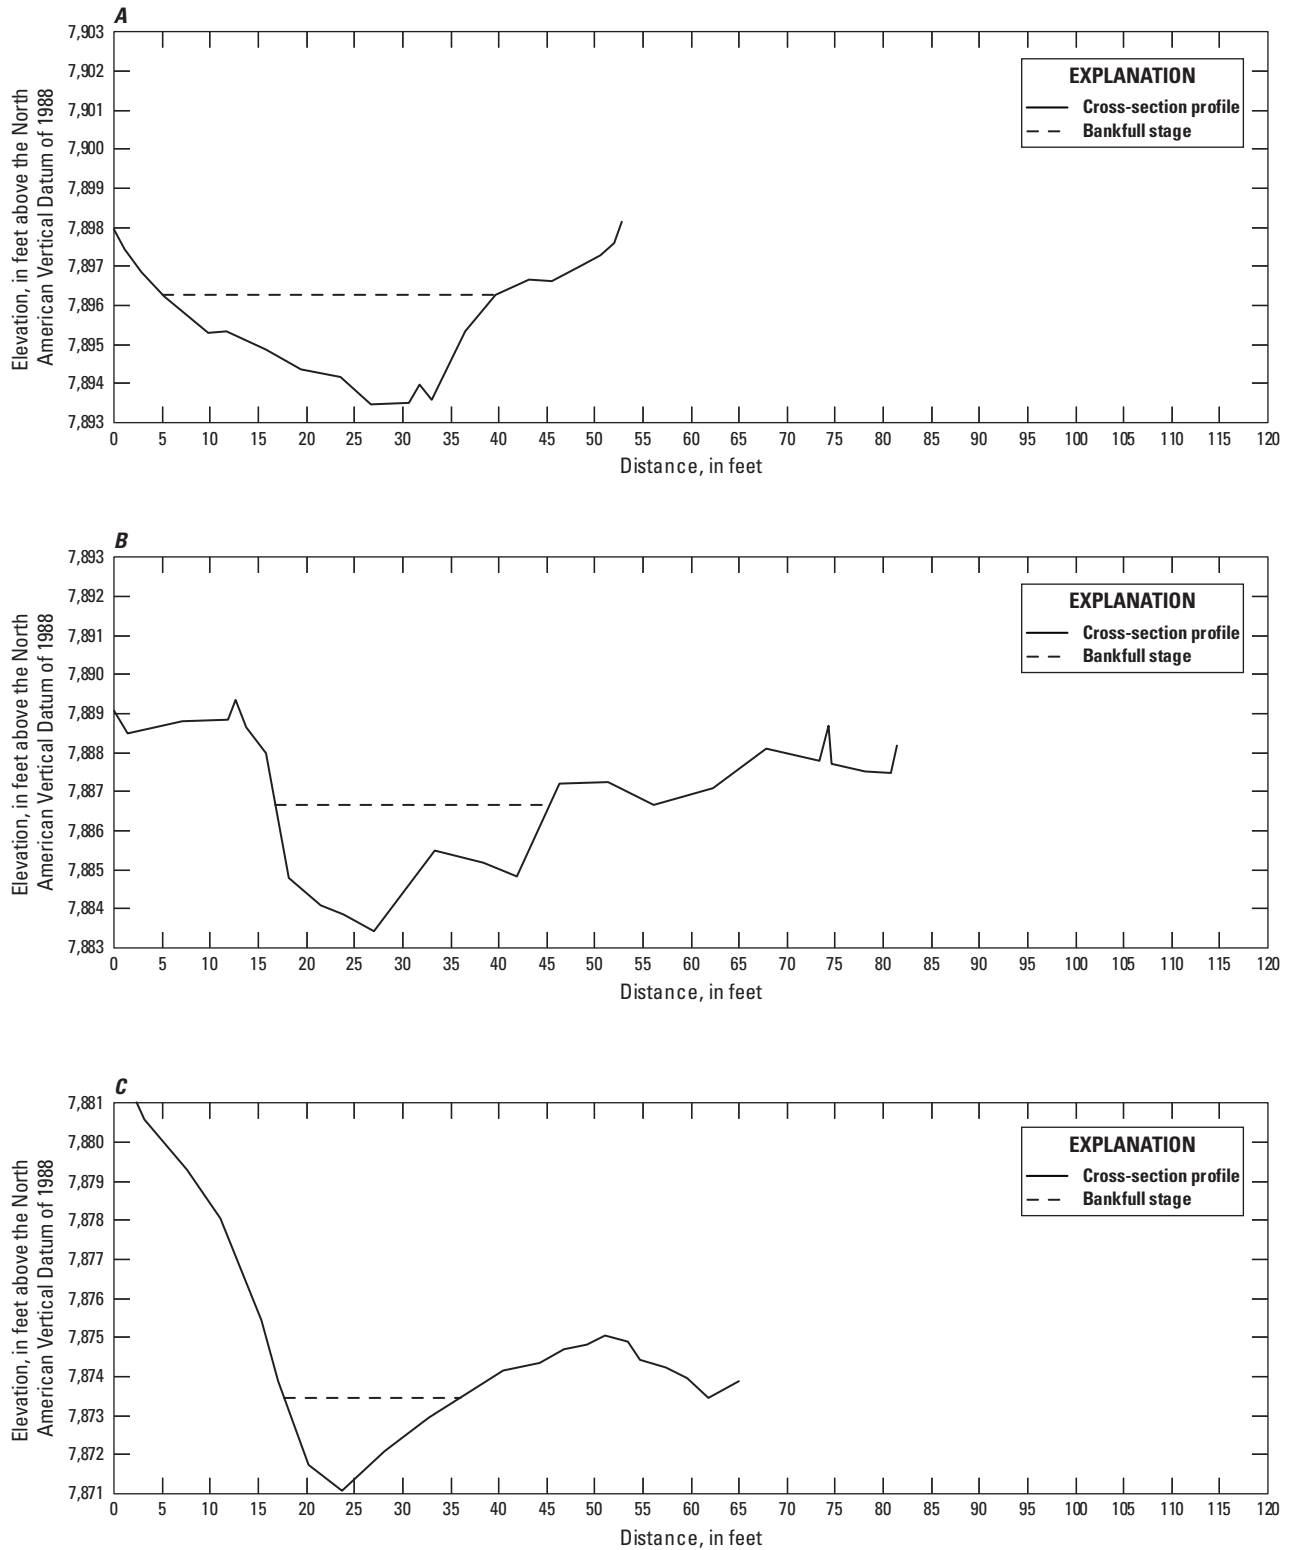 A
7,903
7,902
7,901
7,900
7,899
7,898
7,897
7,896
7,895
7,894
7,893
Elevation, in feet above the North
American Vertical Datum of 1988
EXPLANATION
Cross-section profile
Bankfull stage
0 5 10 15 20 25 30 35 40 45 50 55 60 65 70 75 80 85 90 95 100 105 110 115 120
Distance, in feet
B
7,893
7,892
7,891
7,890
7,889
7,888
7,887
7,886
7,885
7,884
7,883
Elevation, in feet above the North
American Vertical Datum of 1988
EXPLANATION
Cross-section profile
Bankfull stage
0 5 10 15 20 25 30 35 40 45 50 55 60 65 70 75 80 85 90 95 100 105 110 115 120
Distance, in feet
C
7,881
7,880
7,879
7,878
7,877
7,876
7,875
7,874
7,873
7,872
7,871
Elevation, in feet above the North
American Vertical Datum of 1988
EXPLANATION
Cross-section profile
Bankfull stage
0 5 10 15 20 25 30 35 40 45 50 55 60 65 70 75 80 85 90 95 100 105 110 115 120
Distance, in feet